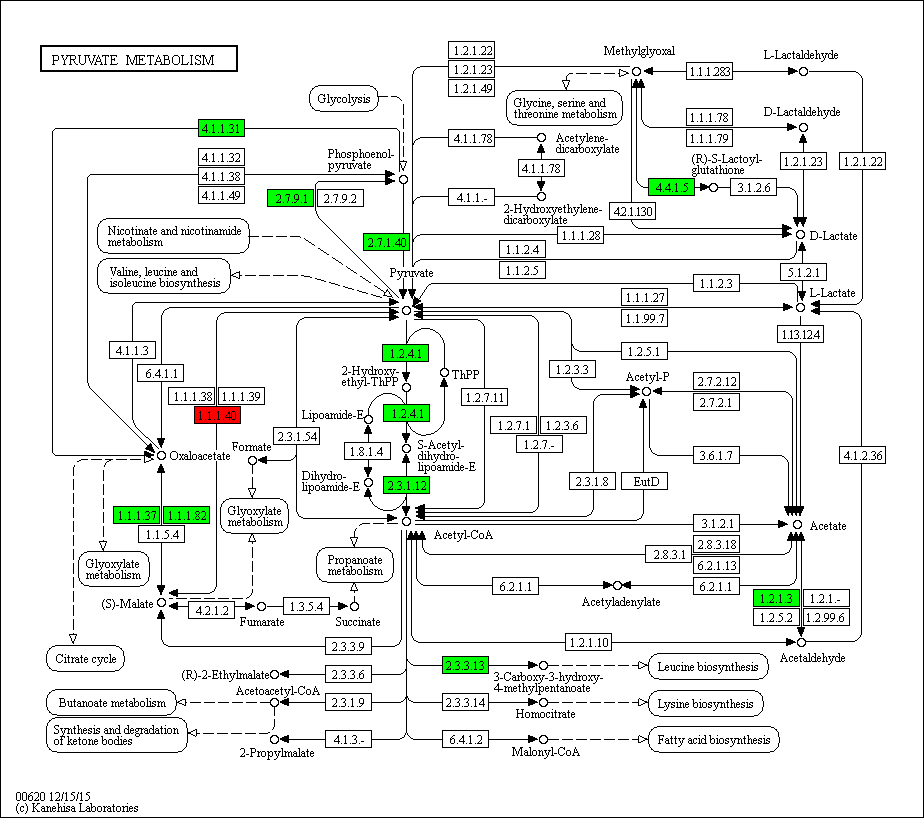 PYRUVATE METABOLISM
1.2.1.22
1.2.1.23
1.2.1.49
Methylglyoxal
1.1.1.283
L-Lactaldehyde
Glycolysis
Glycine, serine and
threonine metabolism
4.1.1.31
4.1.1.32
4.1.1.38
4.1.1.49
Phosphoenol-
pyruvate
4.1.1.78
Acetylene-
dicarboxylate
4.1.1.78
1.1.1.78
1.1.1.79
D-Lactaldehyde
(R)-S-Lactoyl-
glutathione
1.2.1.23
1.2.1.22
2.7.9.1
2.7.9.2
4.1.1.-
2-Hydroxyethylene-
dicarboxylate
4.4.1.5
3.1.2.6
4.2.1.130
Nicotinate and nicotinamide
metabolism
2.7.1.40
1.1.1.28
1.1.2.4
1.1.2.5
D-Lactate
Valine, leucine and
isoleucine biosynthesis
Pyruvate
5.1.2.1
1.1.2.3
L-Lactate
1.1.1.27
1.1.99.7
1.13.12.4
4.1.1.3
6.4.1.1
1.2.4.1
2-Hydroxy-
ethyl-ThPP
ThPP
1.2.5.1
1.2.3.3
Acetyl-P
2.7.2.12
2.7.2.1
1.1.1.38
1.1.1.39
1.1.1.40
1.2.7.11
Lipoamide-E
1.2.4.1
1.2.7.1
1.2.3.6
1.2.7.-
2.3.1.54
Formate
1.8.1.4
S-Acetyl-
dihydro-
lipoamide-E
Oxaloacetate
3.6.1.7
4.1.2.36
Dihydro-
lipoamide-E
2.3.1.12
2.3.1.8
EutD
1.1.1.37
1.1.1.82
1.1.5.4
Glyoxylate
metabolism
Acetyl-CoA
3.1.2.1
Acetate
2.8.3.18
2.8.3.1
6.2.1.13
Glyoxylate
metabolism
Propanoate
metabolism
6.2.1.1
Acetyladenylate
6.2.1.1
(S)-Malate
4.2.1.2
Fumarate
1.3.5.4
Succinate
1.2.1.3
1.2.1.-
1.2.5.2
1.2.99.6
2.3.3.9
1.2.1.10
Acetaldehyde
Citrate cycle
(R)-2-Ethylmalate
2.3.3.6
2.3.3.13
3-Carboxy-3-hydroxy-
4-methylpentanoate
Leucine biosynthesis
Butanoate metabolism
Acetoacetyl-CoA
2.3.1.9
2.3.3.14
Homocitrate
Lysine biosynthesis
Synthesis and degradation
of ketone bodies
2-Propylmalate
4.1.3.-
6.4.1.2
Malonyl-CoA
Fatty acid biosynthesis
00620 12/15/15
(c) Kanehisa Laboratories